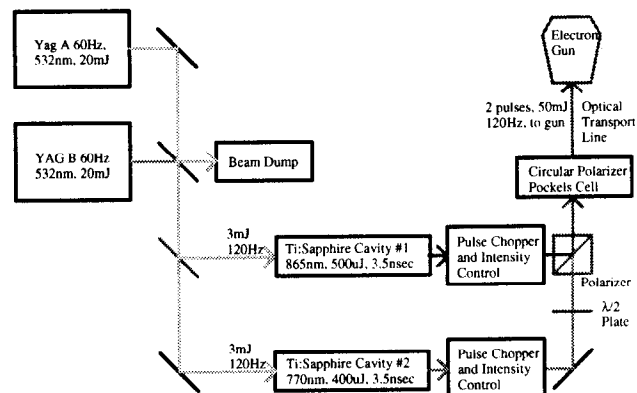 Yag A 60Hz,
532nm, 20mJ
YAG B 60Hz
532nm, 20mJ
Beam Dump
Electron
Gun
2 pulses, 50mJ
120Hz, to gun
Optical
Transport
Line
Circular Polarizer
Pockels Cell
3mJ
120Hz
Ti:Sapphire Cavity #1
865nm, 500uJ, 3.5nsec
Pulse Chopper
and Intensity
Control
Polarizer
λ/2
Plate
3mJ
120Hz
Ti:Sapphire Cavity #2
770nm, 400uJ, 3.5nsec
Pulse Chopper
and Intensity
Control